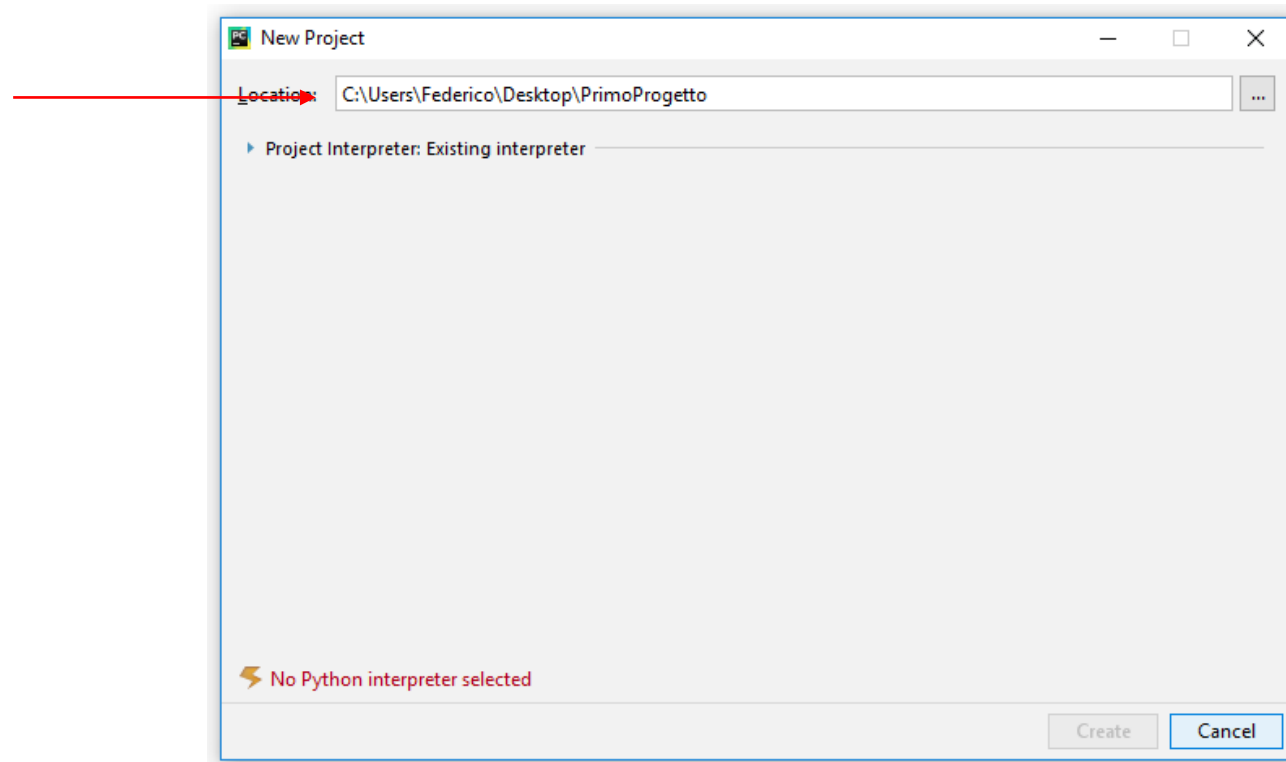 New Project
Location: C:\Users\Federico\Desktop\PrimoProgetto ...
Project Interpreter: Existing interpreter
No Python interpreter selected
Create Cancel